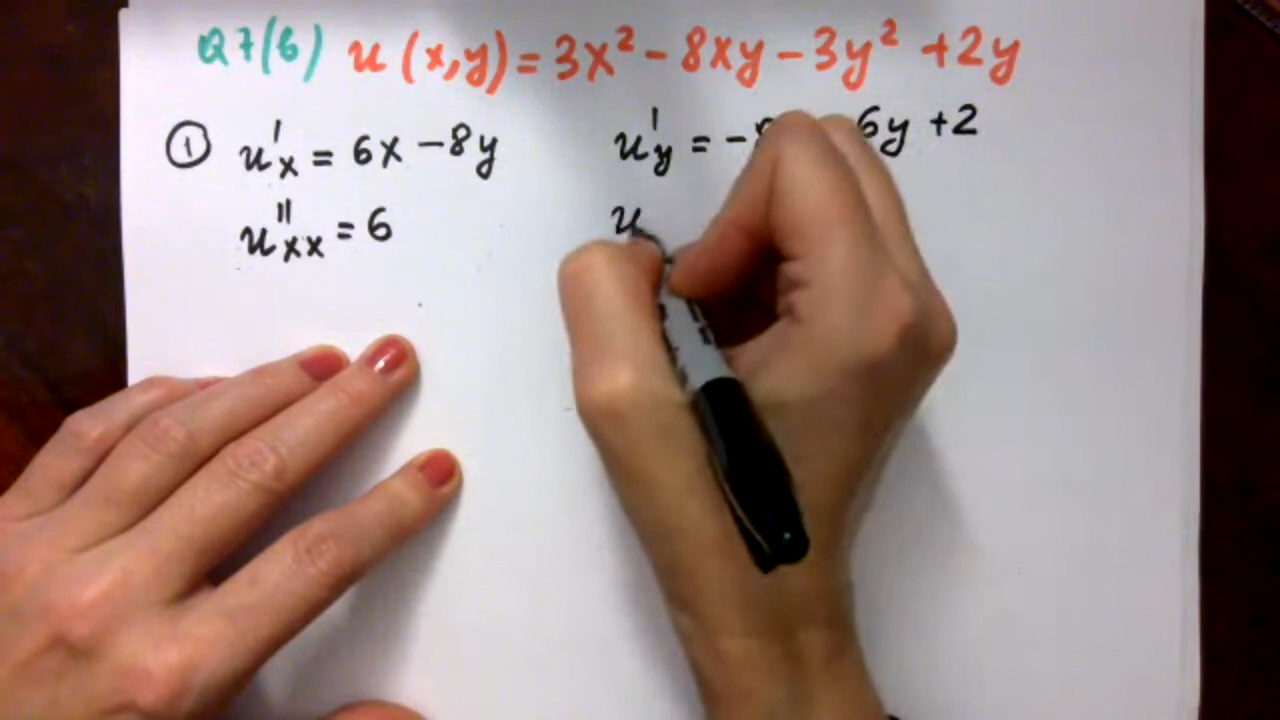 Q7(6) u(x,y) = 3x² - 8xy - 3y² + 2y
① u'x = 6x - 8y u'y = - 6y + 2
u''xx = 6 u